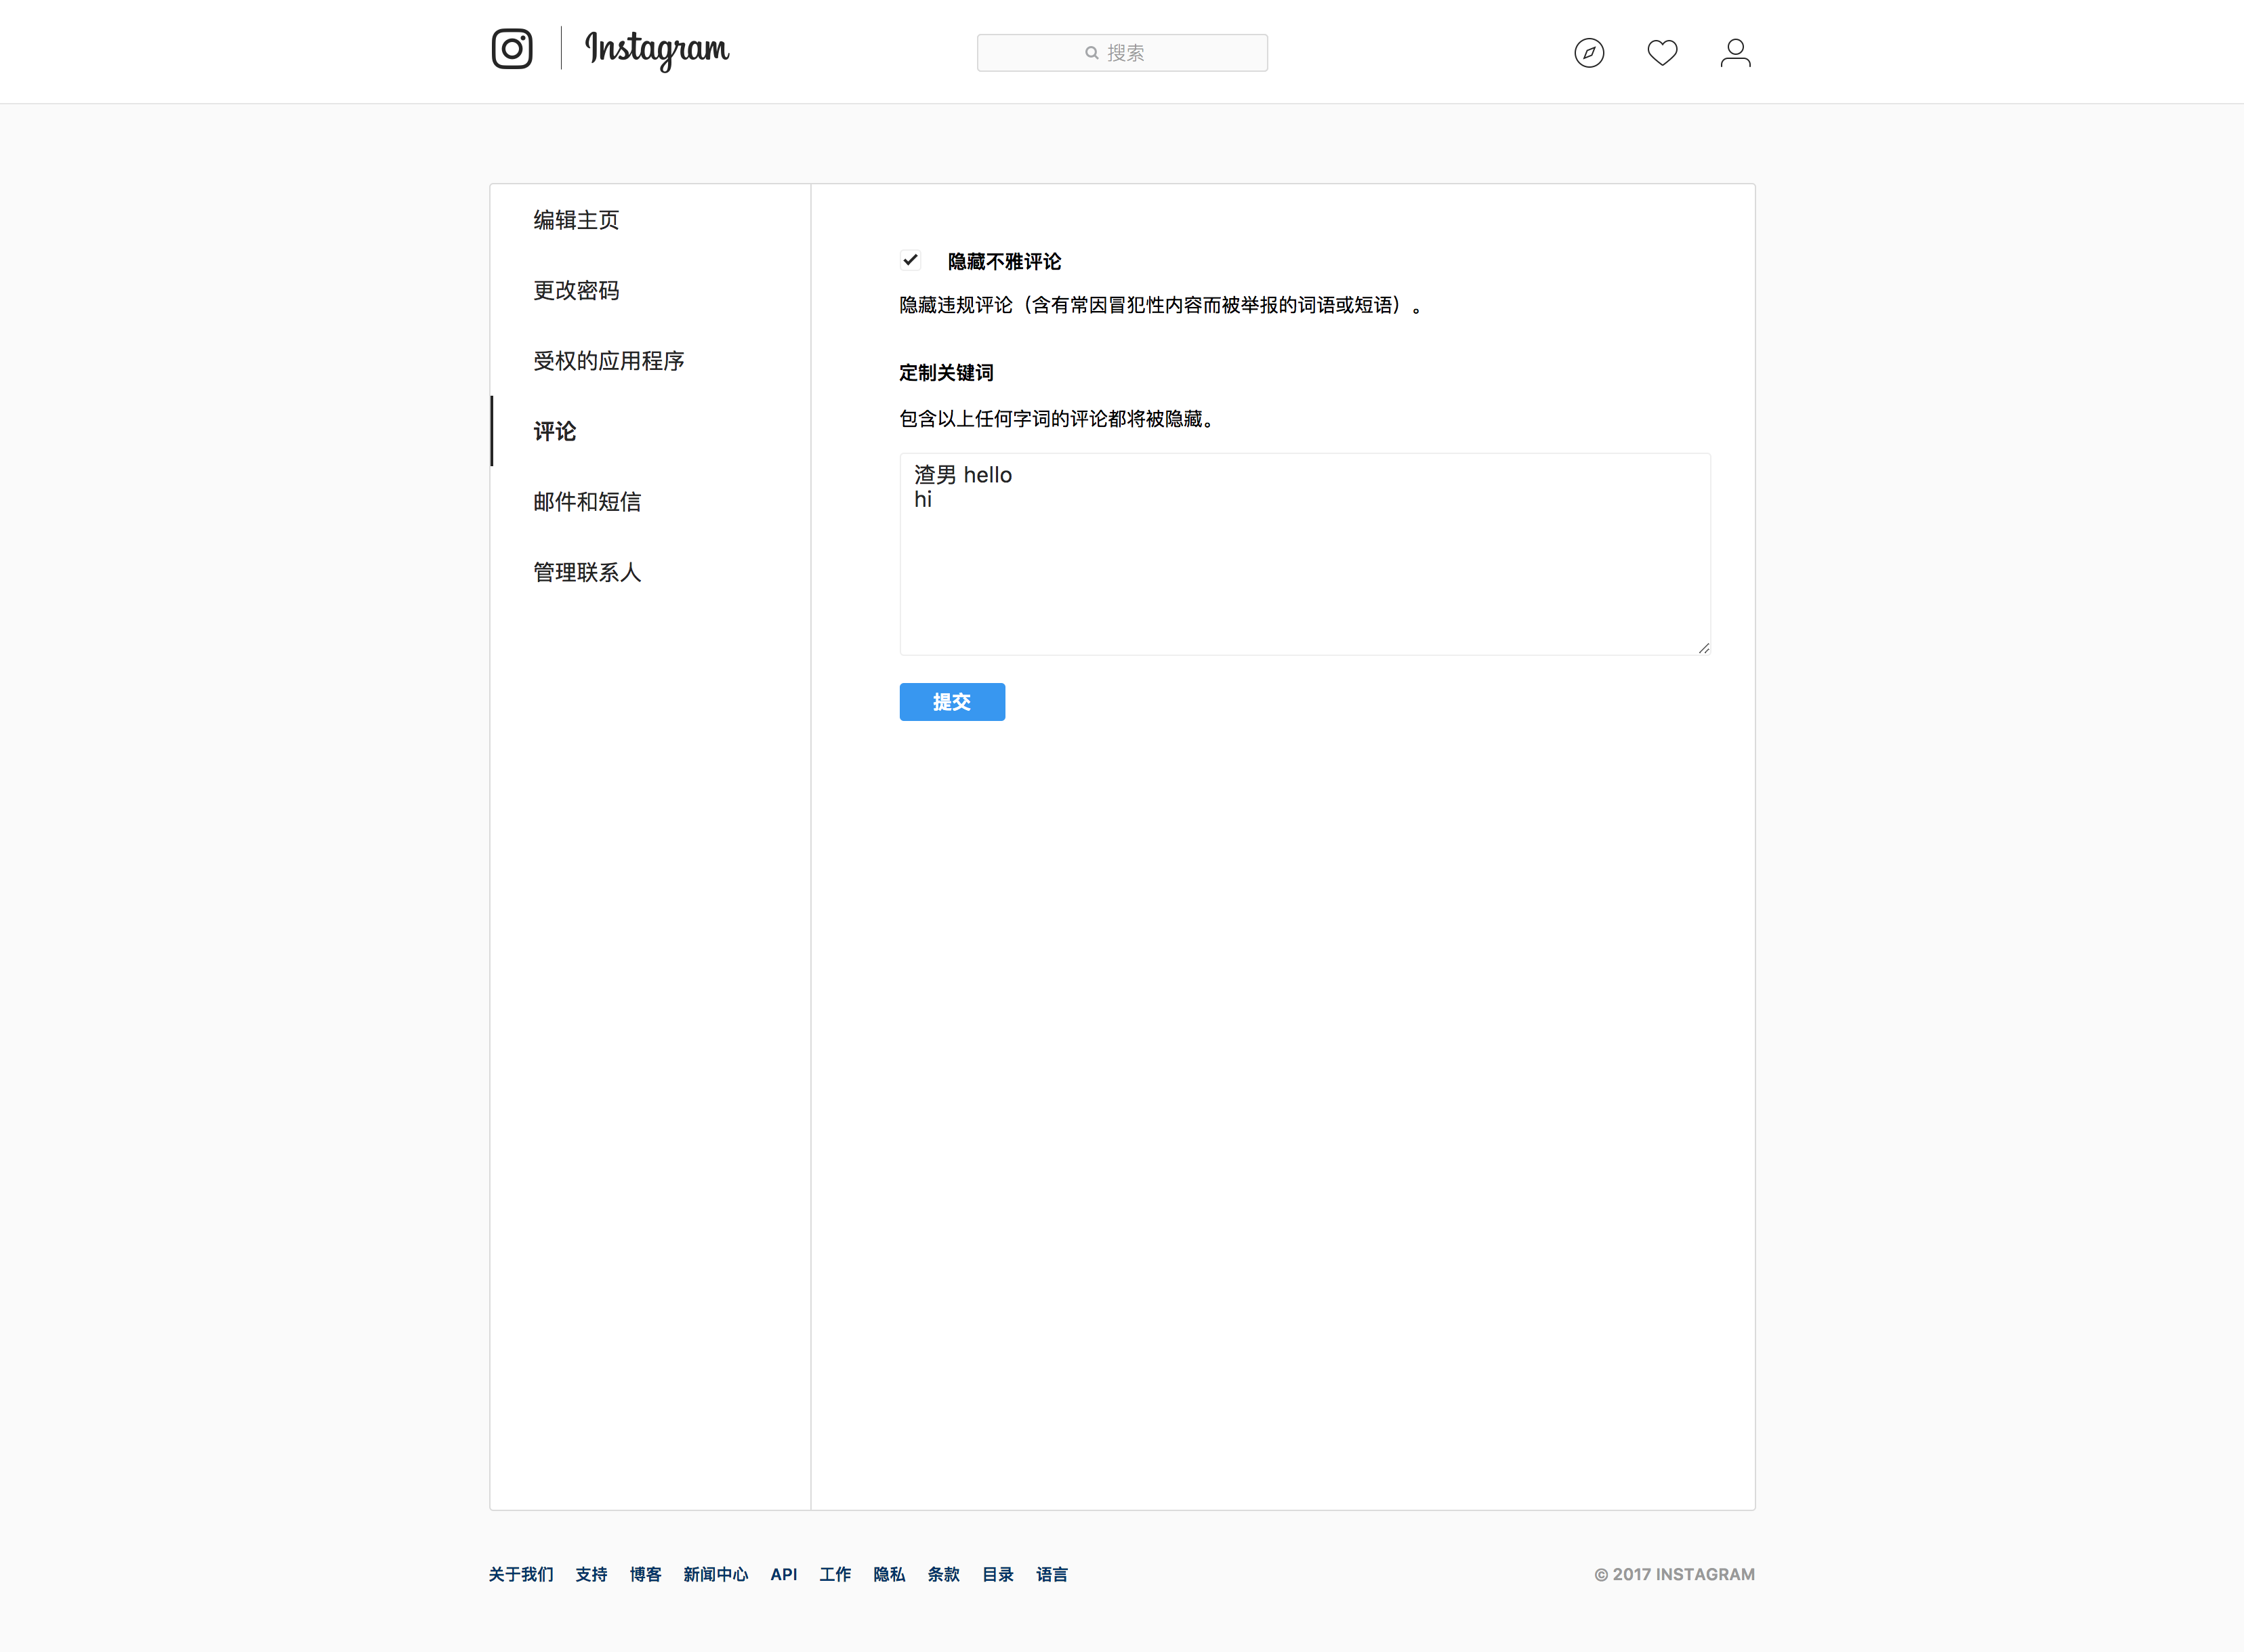 Instagram
搜索
编辑主页
更改密码
受权的应用程序
评论
邮件和短信
管理联系人
隐藏不雅评论
隐藏违规评论（含有常因冒犯性内容而被举报的词语或短语）。
定制关键词
包含以上任何字词的评论都将被隐藏。
渣男 hello
hi
提交
关于我们 支持 博客 新闻中心 API 工作 隐私 条款 目录 语言
© 2017 INSTAGRAM